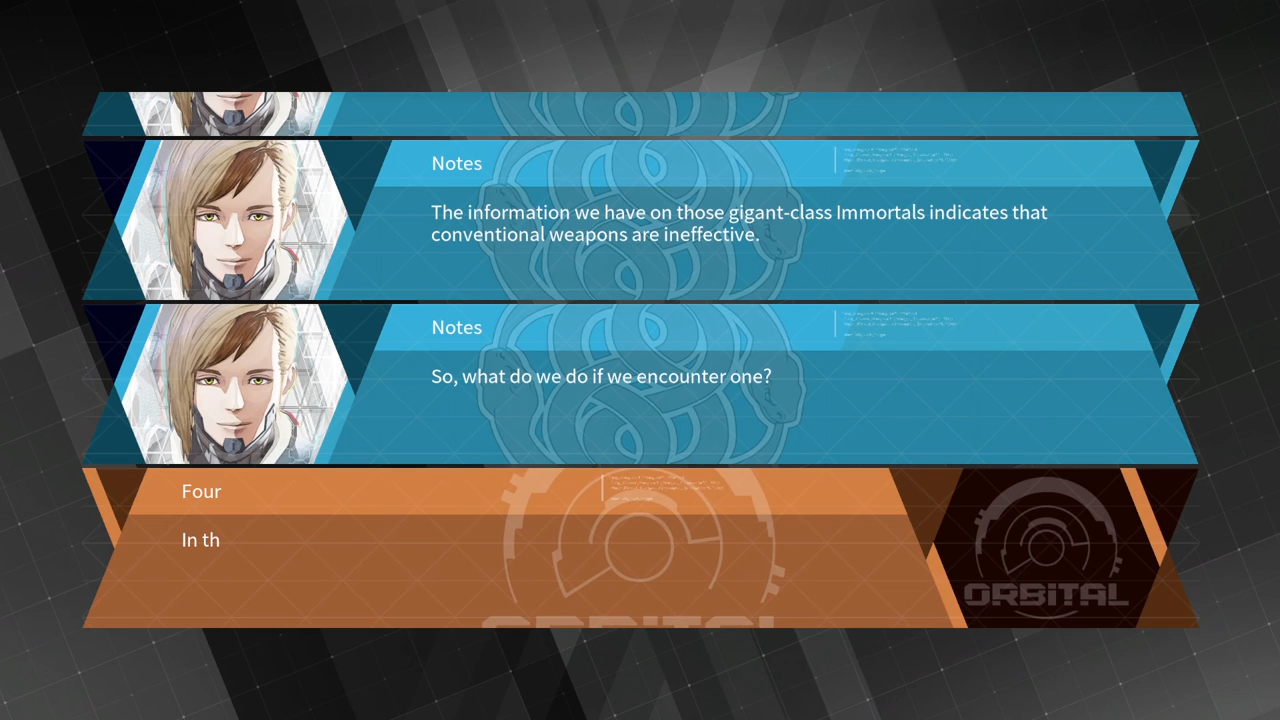 Notes
The information we have on those gigant-class Immortals indicates that
conventional weapons are ineffective.
Notes
So, what do we do if we encounter one?
Four
In th
ORBITAL
ORBITAL